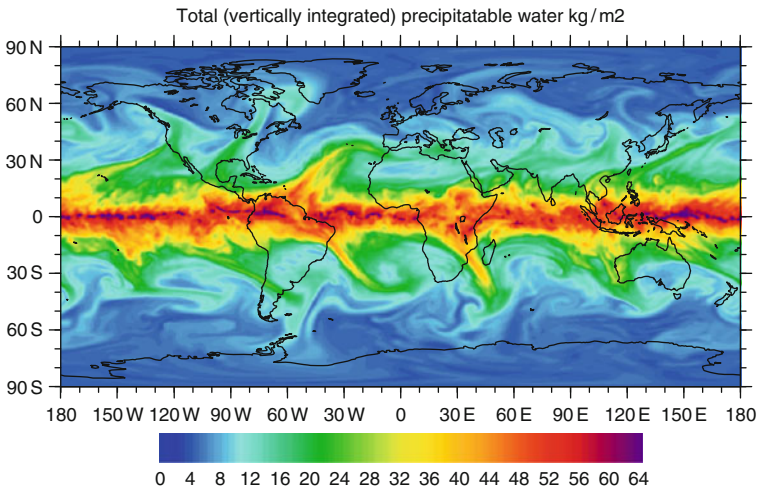 Total (vertically integrated) precipitatable water kg/m2
90 N
60 N
30 N
0
30 S
60 S
90 S
180 150 W 120 W 90 W 60 W 30 W 0 30 E 60 E 90 E 120 E 150 E 180
0 4 8 12 16 20 24 28 32 36 40 44 48 52 56 60 64